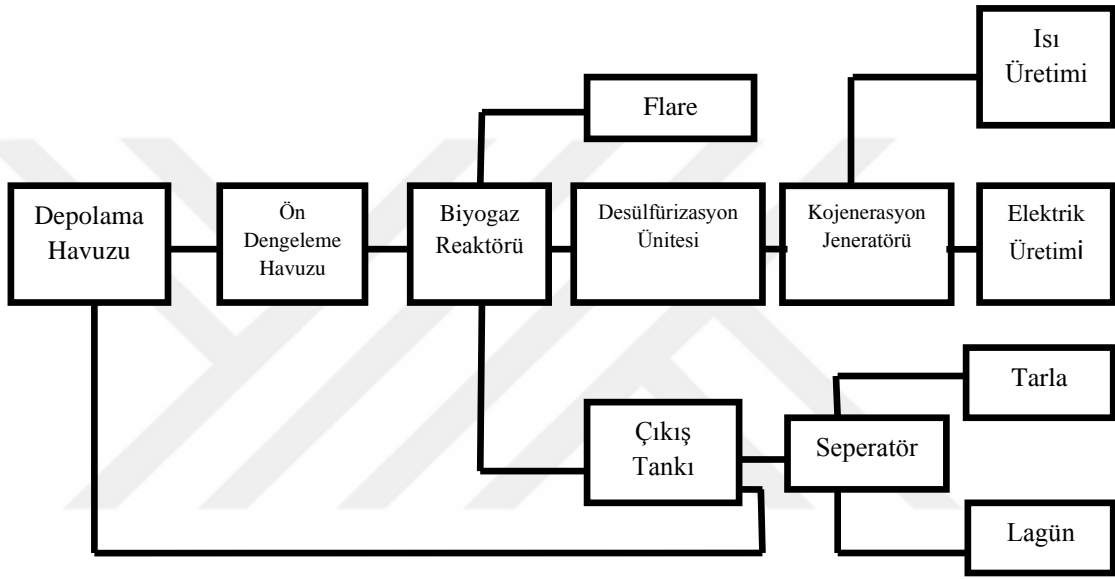 Isı
Üretimi
Flare
Depolama
Havuzu
Ön
Dengeleme
Havuzu
Biyogaz
Reaktörü
Desülfürizasyon
Ünitesi
Kojenerasyon
Jeneratörü
Elektrik
Üretimi
Tarla
Çıkış
Tankı
Seperatör
Lagün